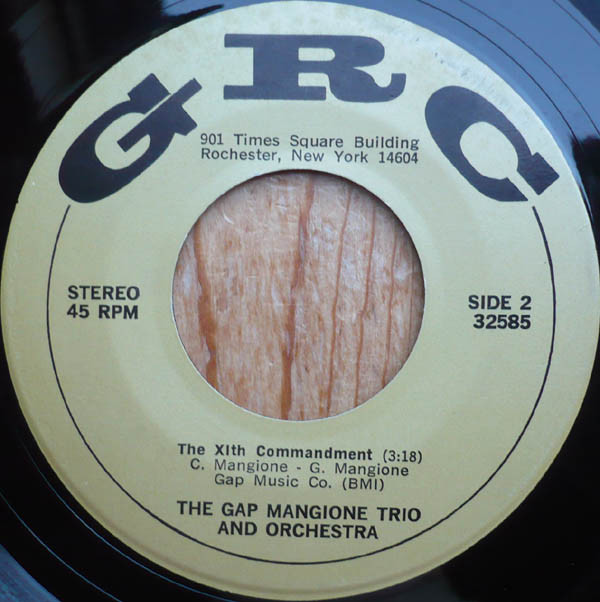 GRC
901 Times Square Building
Rochester, New York 14604
STEREO
45 RPM
SIDE 2
32585
The XIth Commandment (3:18)
C. Mangione - G. Mangione
Gap Music Co. (BMI)
THE GAP MANGIONE TRIO
AND ORCHESTRA